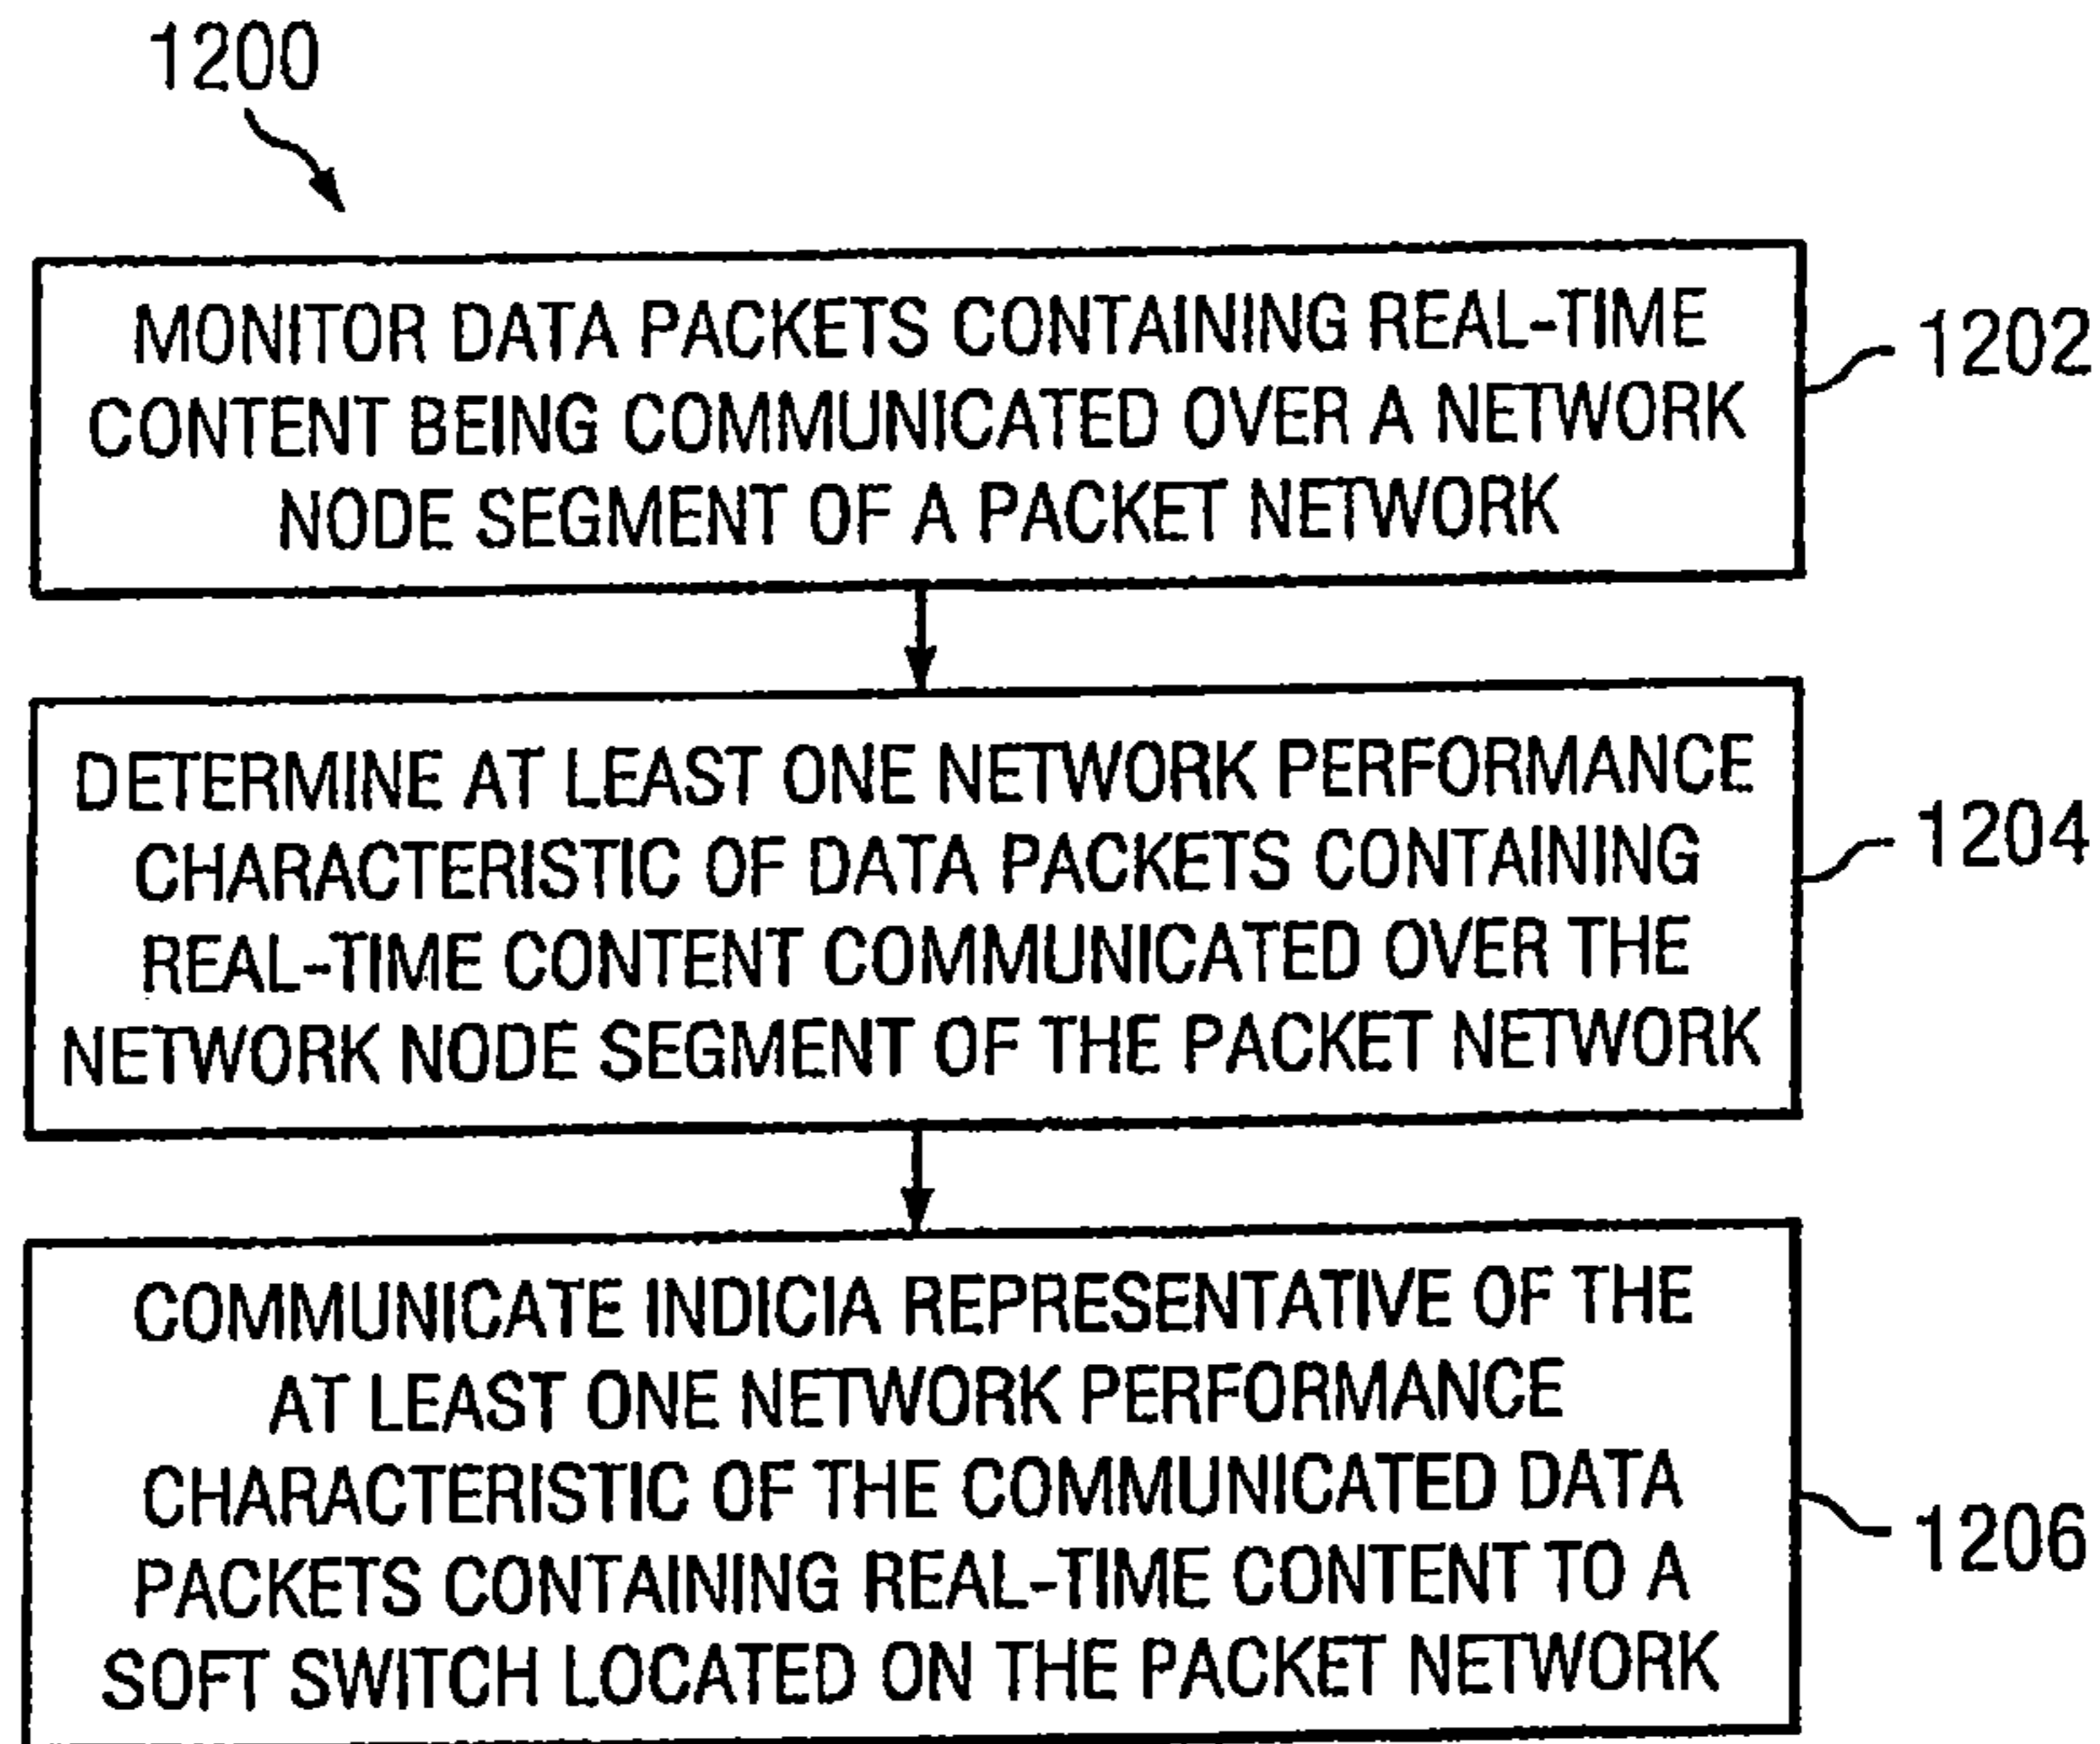 1200
MONITOR DATA PACKETS CONTAINING REAL-TIME
CONTENT BEING COMMUNICATED OVER A NETWORK
NODE SEGMENT OF A PACKET NETWORK
1202
DETERMINE AT LEAST ONE NETWORK PERFORMANCE
CHARACTERISTIC OF DATA PACKETS CONTAINING
REAL-TIME CONTENT COMMUNICATED OVER THE
NETWORK NODE SEGMENT OF THE PACKET NETWORK
1204
COMMUNICATE INDICIA REPRESENTATIVE OF THE
AT LEAST ONE NETWORK PERFORMANCE
CHARACTERISTIC OF THE COMMUNICATED DATA
PACKETS CONTAINING REAL-TIME CONTENT TO A
SOFT SWITCH LOCATED ON THE PACKET NETWORK
1206